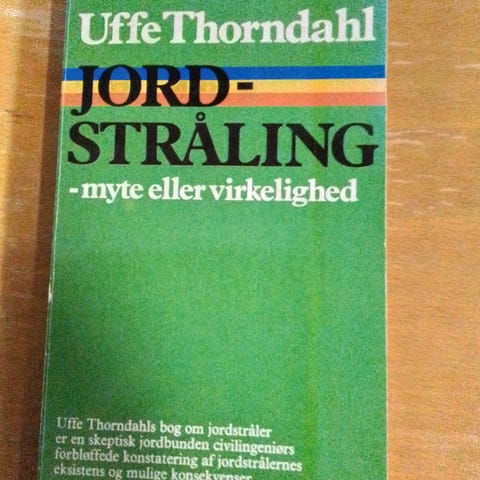 Uffe Thorndahl
JORD-
STRÅLING
- myte eller virkelighed
Uffe Thorndahls bog om jordstråler
er en skeptisk jordbunden civilingeniørs
forbløffede konstatering af jordstrålernes
eksistens og mulige konsekvenser